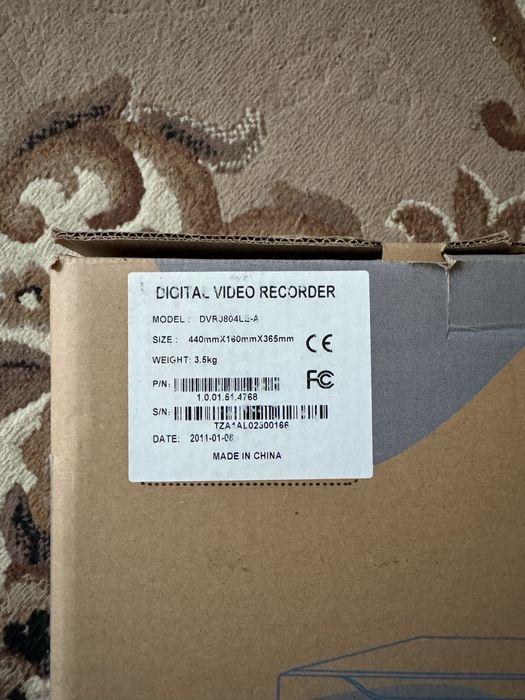 DIGITAL VIDEO RECORDER
MODEL : DVR0804LE-A
SIZE : 440mmX160mmX365mm
CE
WEIGHT: 3.5kg
FC
P/N:
1.0.01.51.4768
S/N:
TZA1AL02500166
DATE: 2011-01-08
MADE IN CHINA